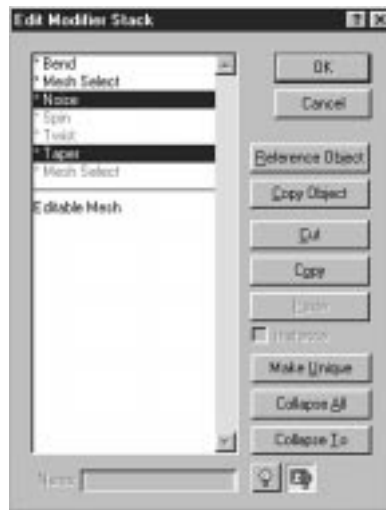 Edit Modifier Stack
* Bend
* Mesh Select
* Noise
* Spin
* Twist
* Taper
* Mesh Select
Editable Mesh
OK
Cancel
Reference Object
Copy Object
Cut
Copy
Paste
Instance
Make Unique
Collapse All
Collapse To
Name: